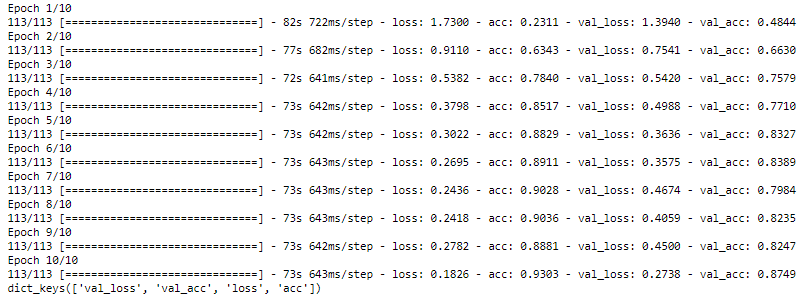 Epoch 1/10
113/113 [==============================] - 82s 722ms/step - loss: 1.7300 - acc: 0.2311 - val_loss: 1.3940 - val_acc: 0.4844
Epoch 2/10
113/113 [==============================] - 77s 682ms/step - loss: 0.9110 - acc: 0.6343 - val_loss: 0.7541 - val_acc: 0.6630
Epoch 3/10
113/113 [==============================] - 72s 641ms/step - loss: 0.5382 - acc: 0.7840 - val_loss: 0.5420 - val_acc: 0.7579
Epoch 4/10
113/113 [==============================] - 73s 642ms/step - loss: 0.3798 - acc: 0.8517 - val_loss: 0.4988 - val_acc: 0.7710
Epoch 5/10
113/113 [==============================] - 73s 642ms/step - loss: 0.3022 - acc: 0.8829 - val_loss: 0.3636 - val_acc: 0.8327
Epoch 6/10
113/113 [==============================] - 73s 643ms/step - loss: 0.2695 - acc: 0.8911 - val_loss: 0.3575 - val_acc: 0.8389
Epoch 7/10
113/113 [==============================] - 73s 643ms/step - loss: 0.2436 - acc: 0.9028 - val_loss: 0.4674 - val_acc: 0.7984
Epoch 8/10
113/113 [==============================] - 73s 643ms/step - loss: 0.2418 - acc: 0.9036 - val_loss: 0.4059 - val_acc: 0.8235
Epoch 9/10
113/113 [==============================] - 73s 642ms/step - loss: 0.2782 - acc: 0.8881 - val_loss: 0.4500 - val_acc: 0.8247
Epoch 10/10
113/113 [==============================] - 73s 643ms/step - loss: 0.1826 - acc: 0.9303 - val_loss: 0.2738 - val_acc: 0.8749
dict_keys(['val_loss', 'val_acc', 'loss', 'acc'])